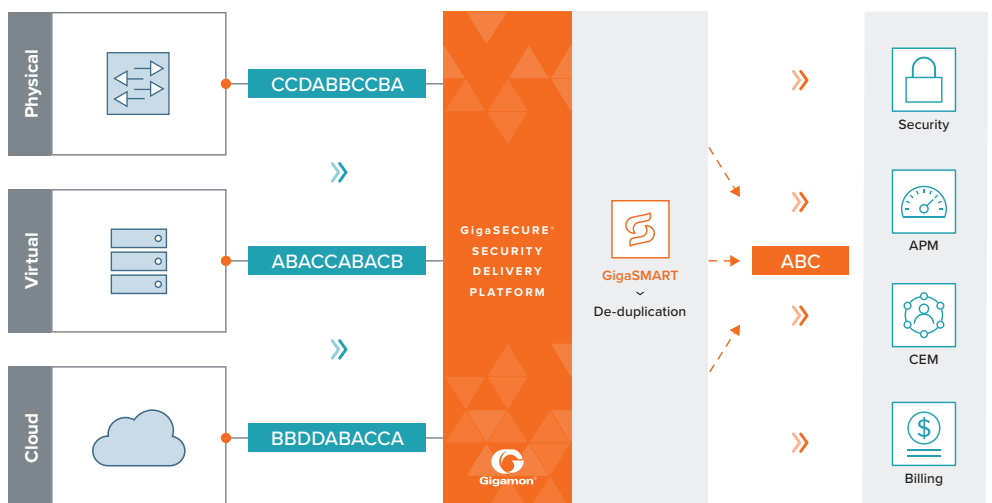 Physical
CCDABBCCBA
Virtual
ABACCABACB
Cloud
BBDDABACCA
GigaSECURE®
SECURITY
DELIVERY
PLATFORM
Gigamon®
GigaSMART
De-duplication
ABC
Security
APM
CEM
$
Billing